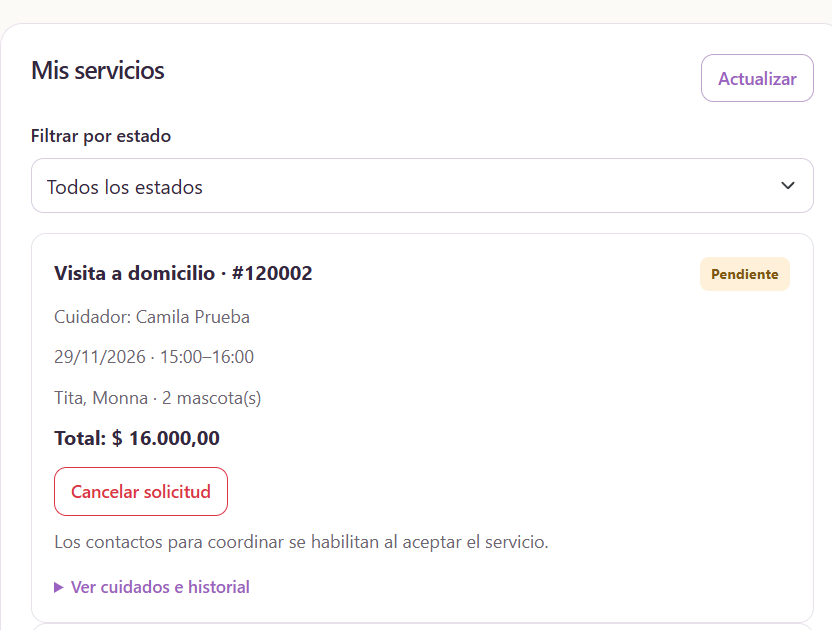 Mis servicios
Actualizar
Filtrar por estado
Todos los estados
Visita a domicilio · #120002
Pendiente
Cuidador: Camila Prueba
29/11/2026 · 15:00–16:00
Tita, Monna · 2 mascota(s)
Total: $ 16.000,00
Cancelar solicitud
Los contactos para coordinar se habilitan al aceptar el servicio.
Ver cuidados e historial